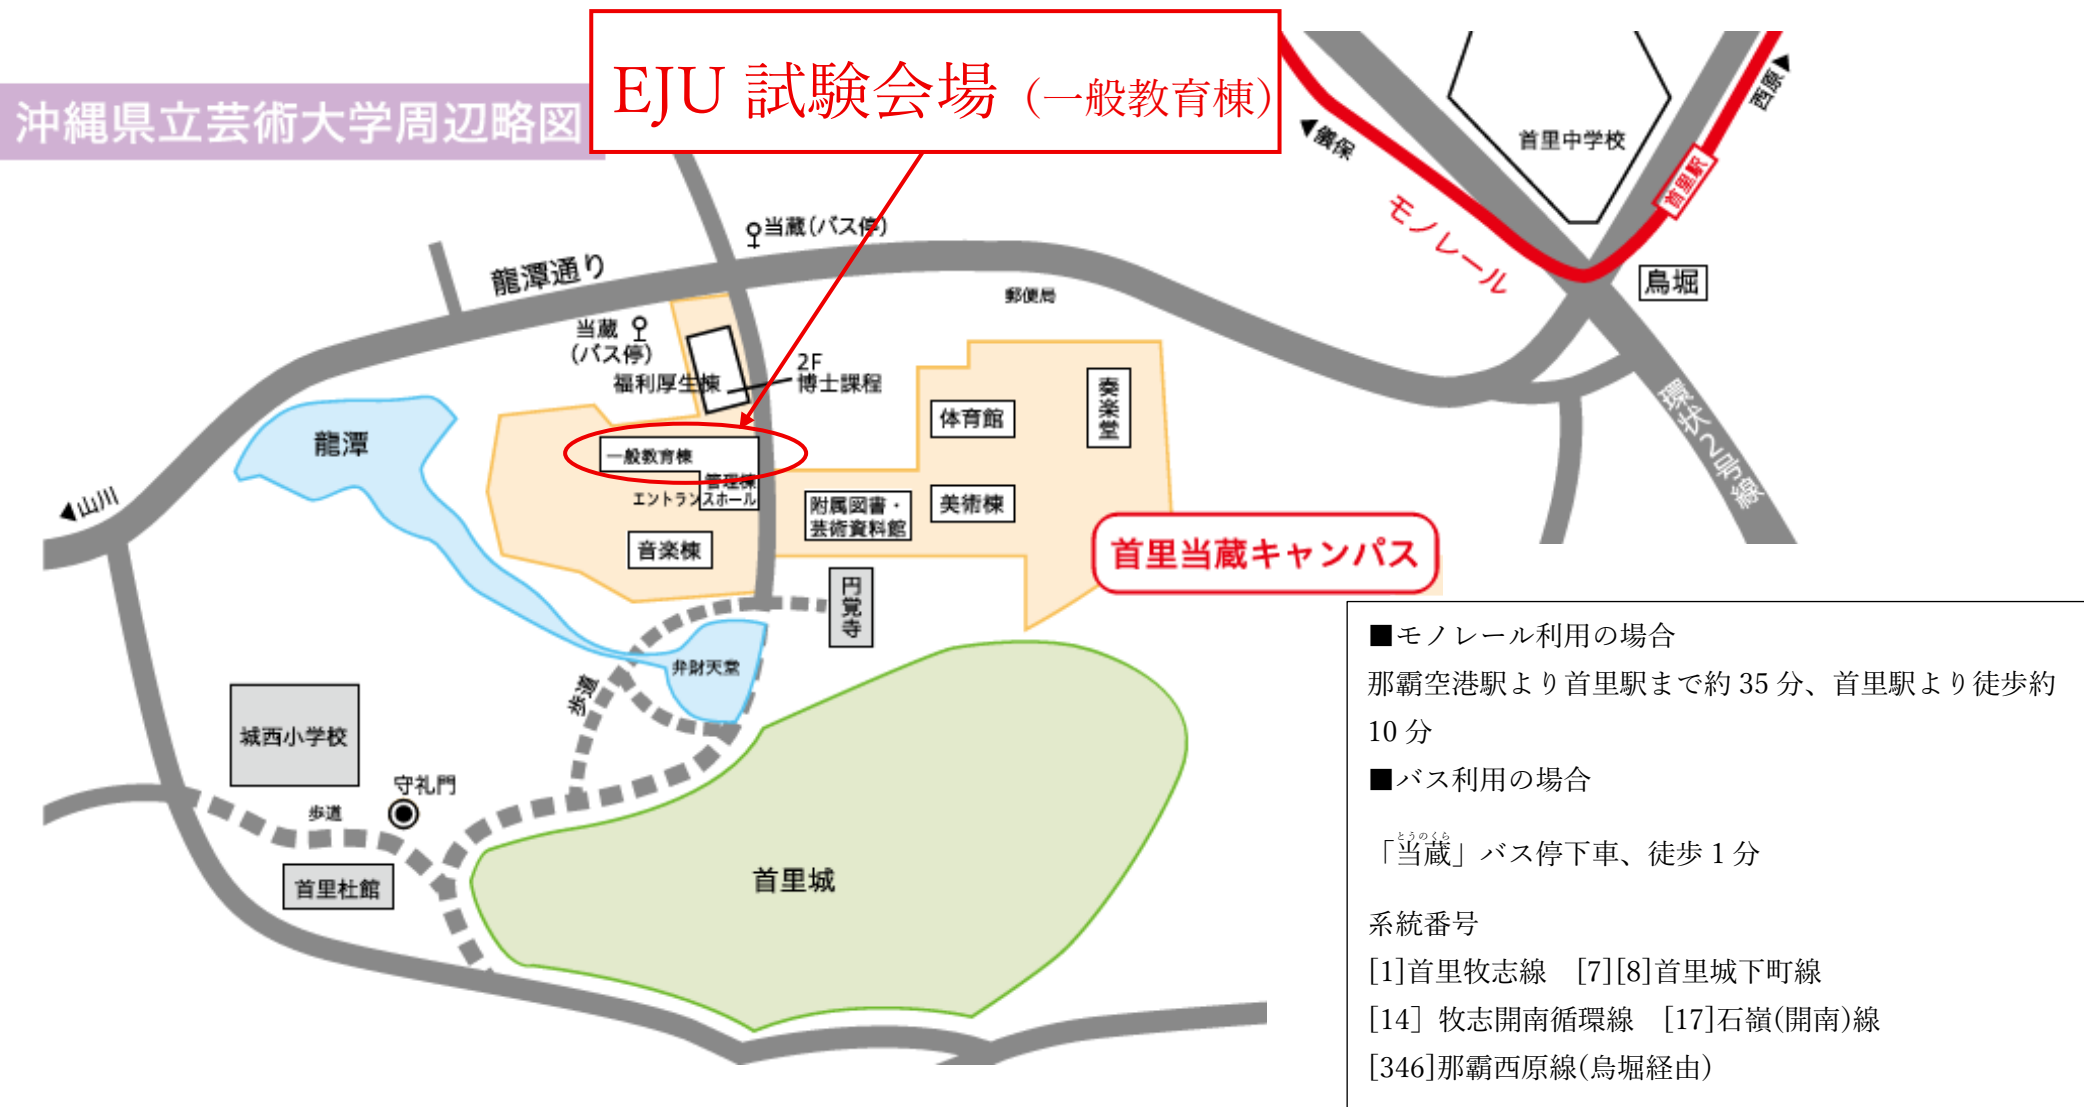 EJU 試験会場（一般教育棟）
沖縄県立芸術大学周辺略図
西原▶
◀儀保
首里中学校
首里駅
モノレール
鳥堀
当蔵(バス停)
龍潭通り
郵便局
当蔵
(バス停)
2F
博士課程
福利厚生棟
体育館
奏楽堂
環状2号線
龍潭
一般教育棟
管理棟
エントランスホール
附属図書・
芸術資料館
美術棟
◀山川
音楽棟
首里当蔵キャンパス
円覚寺
弁財天堂
歩道
城西小学校
守礼門
歩道
首里杜館
首里城
■モノレール利用の場合
那覇空港駅より首里駅まで約 35 分、首里駅より徒歩約
10 分
■バス利用の場合
とうのくら
「当蔵」バス停下車、徒歩 1 分
系統番号
[1]首里牧志線　[7][8]首里城下町線
[14］牧志開南循環線　[17]石嶺(開南)線
[346]那覇西原線(鳥堀経由)